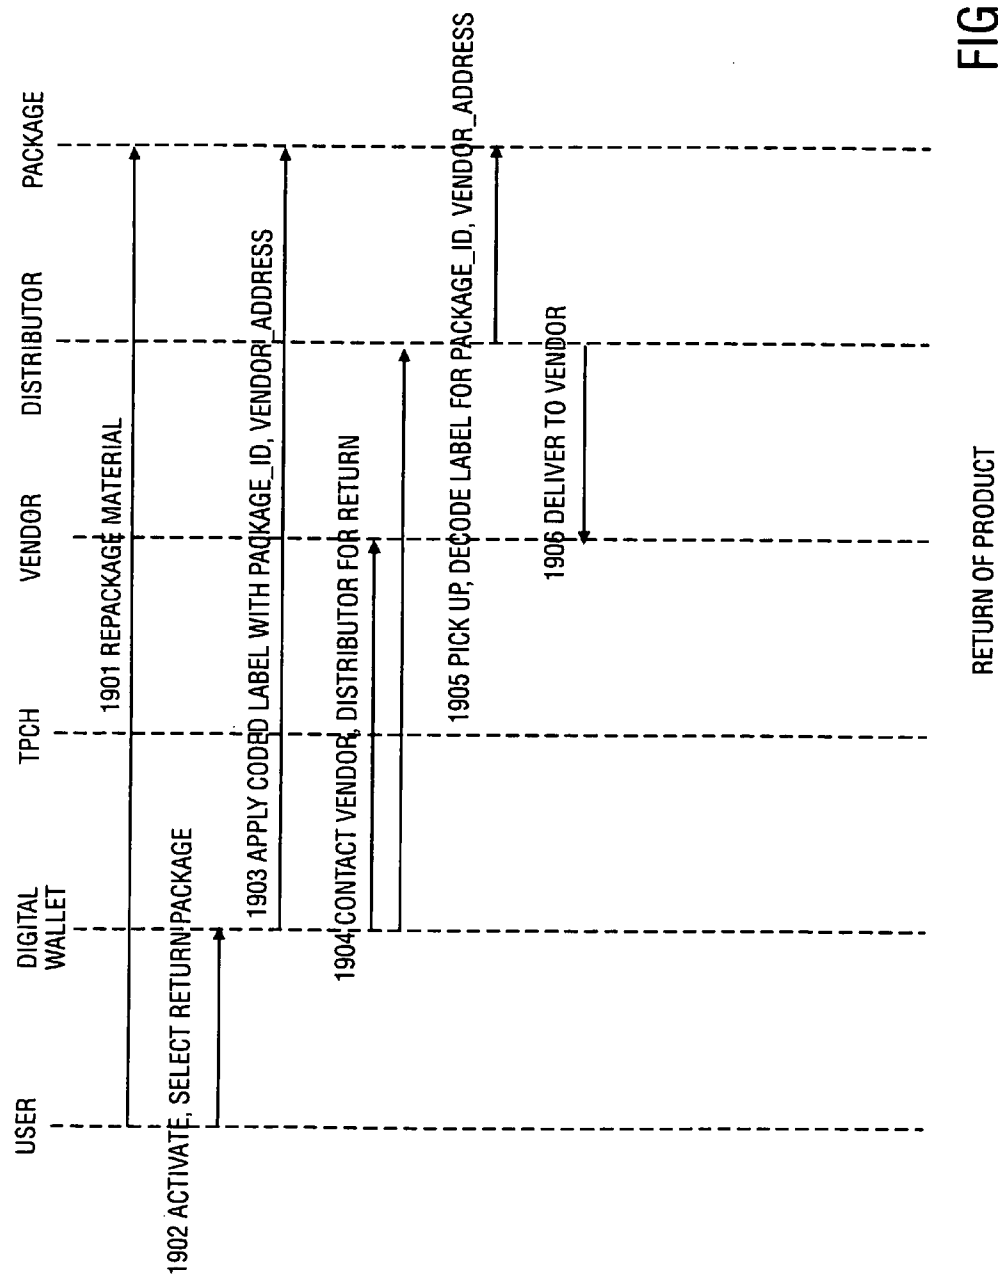 USER
DIGITAL
WALLET
TPCH
VENDOR
DISTRIBUTOR
PACKAGE
1901 REPACKAGE MATERIAL
1902 ACTIVATE, SELECT RETURN PACKAGE
1903 APPLY CODED LABEL WITH PACKAGE_ID, VENDOR_ADDRESS
1904 CONTACT VENDOR, DISTRIBUTOR FOR RETURN
1905 PICK UP, DECODE LABEL FOR PACKAGE_ID, VENDOR_ADDRESS
1906 DELIVER TO VENDOR
RETURN OF PRODUCT
FIG